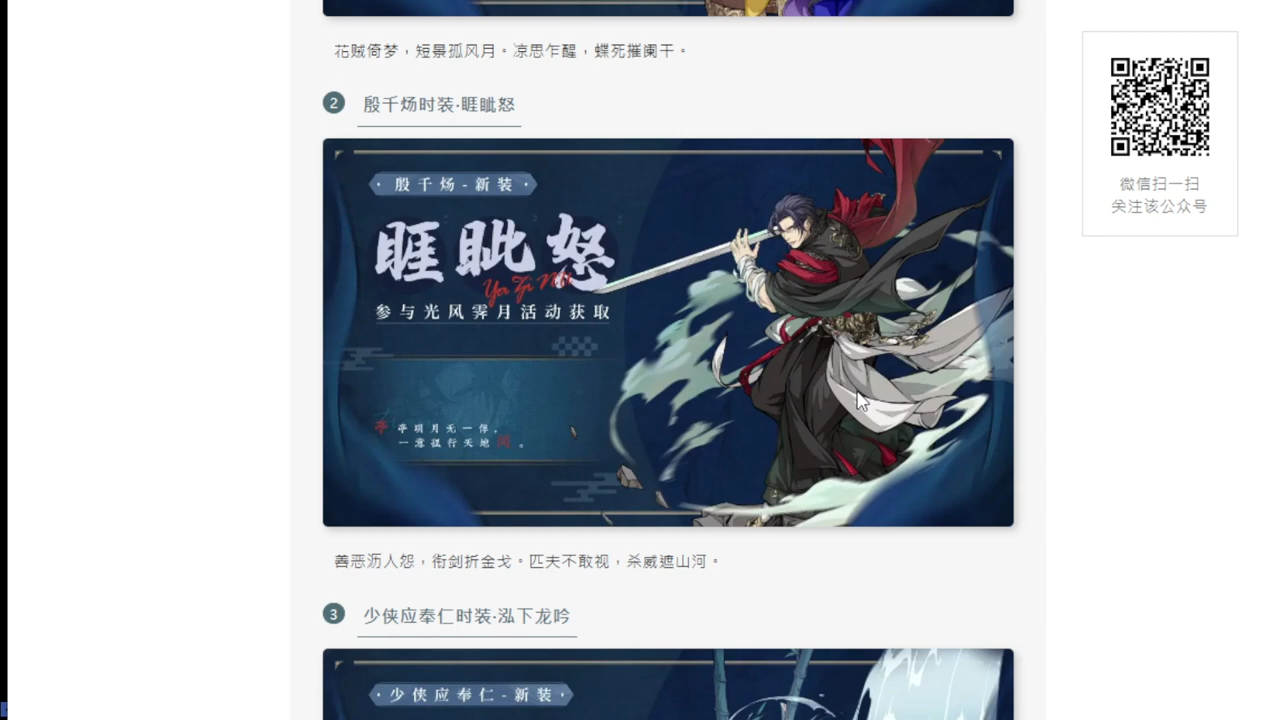 花贼倚梦，短景孤风月。凉思乍醒，蝶死摧阑干。
2 殷千炀时装·睚眦怒
·殷千炀-新装·
睚眦怒
Ya Zi Nu
参与光风霁月活动获取
亭亭明月无一伴，
一意孤行天地间。
善恶沥人怨，衔剑折金戈。匹夫不敢视，杀威遮山河。
3 少侠应奉仁时装·泓下龙吟
·少侠应奉仁-新装·
微信扫一扫
关注该公众号